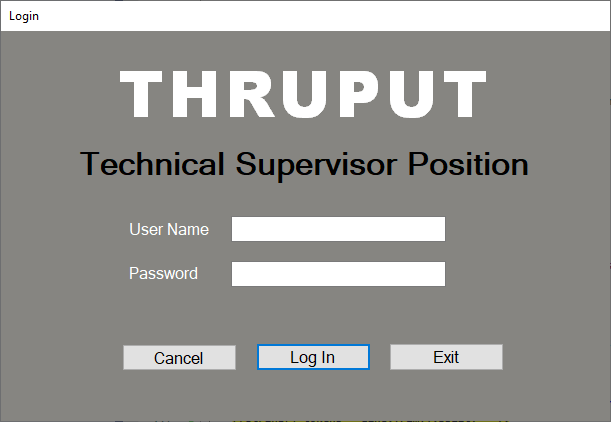 Login
THRUPUT
Technical Supervisor Position
User Name
Password
Cancel Log In Exit